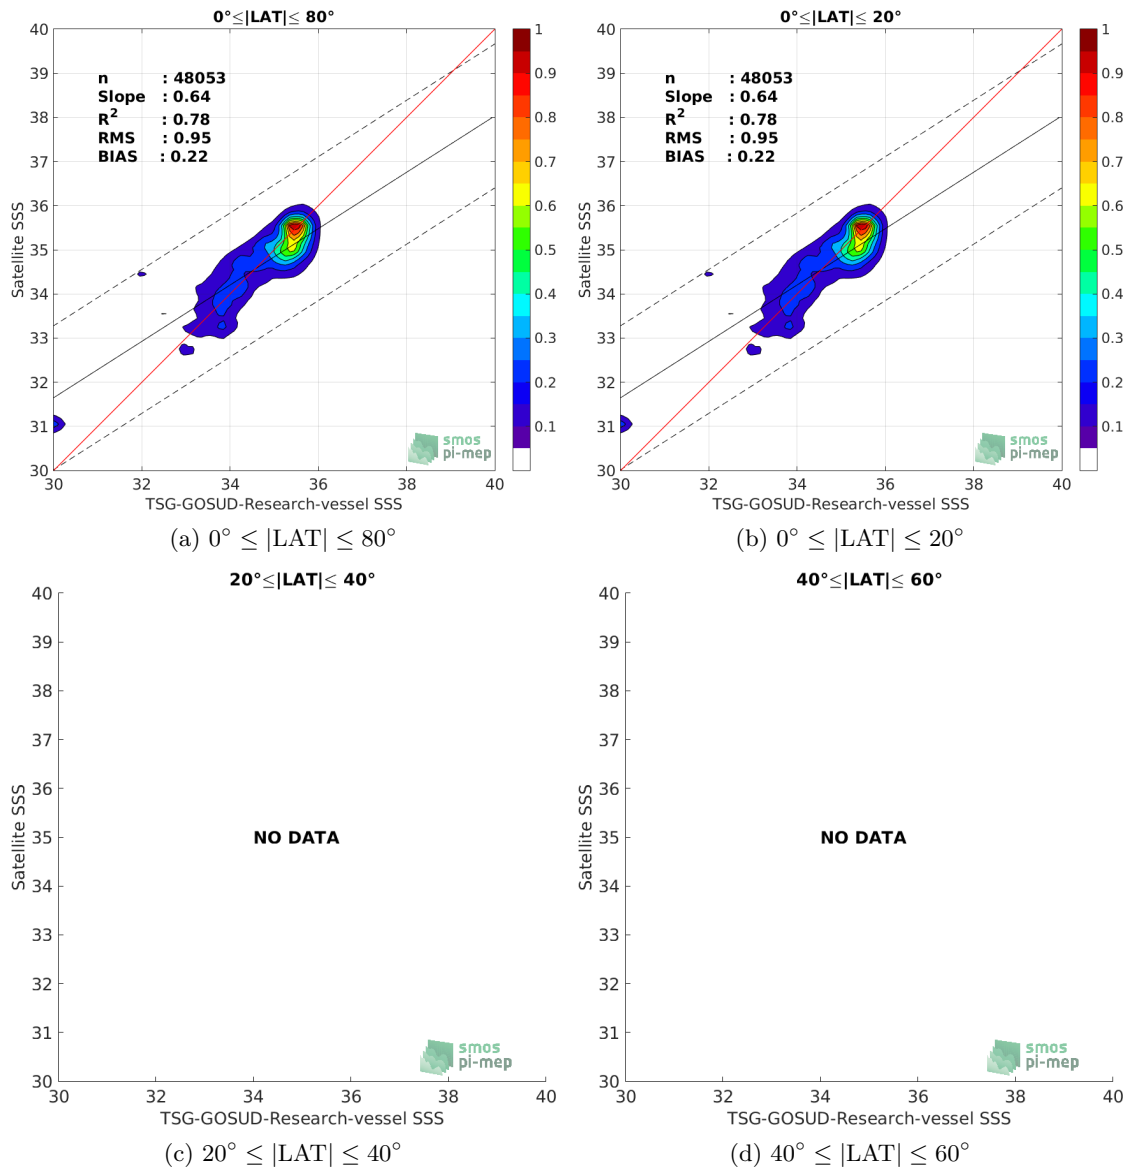 0°≤|LAT|≤ 80°
40
39
38
37
36
35
34
33
32
31
30
Satellite SSS
n : 48053
Slope : 0.64
R2 : 0.78
RMS : 0.95
BIAS : 0.22
smos
pi-mep
30 32 34 36 38 40
TSG-GOSUD-Research-vessel SSS
1
0.9
0.8
0.7
0.6
0.5
0.4
0.3
0.2
0.1
(a) 0° ≤ |LAT| ≤ 80°
0°≤|LAT|≤ 20°
40
39
38
37
36
35
34
33
32
31
30
Satellite SSS
n : 48053
Slope : 0.64
R2 : 0.78
RMS : 0.95
BIAS : 0.22
smos
pi-mep
30 32 34 36 38 40
TSG-GOSUD-Research-vessel SSS
1
0.9
0.8
0.7
0.6
0.5
0.4
0.3
0.2
0.1
(b) 0° ≤ |LAT| ≤ 20°
20°≤|LAT|≤ 40°
40
39
38
37
36
35
34
33
32
31
30
Satellite SSS
NO DATA
smos
pi-mep
30 32 34 36 38 40
TSG-GOSUD-Research-vessel SSS
(c) 20° ≤ |LAT| ≤ 40°
40°≤|LAT|≤ 60°
40
39
38
37
36
35
34
33
32
31
30
Satellite SSS
NO DATA
smos
pi-mep
30 32 34 36 38 40
TSG-GOSUD-Research-vessel SSS
(d) 40° ≤ |LAT| ≤ 60°